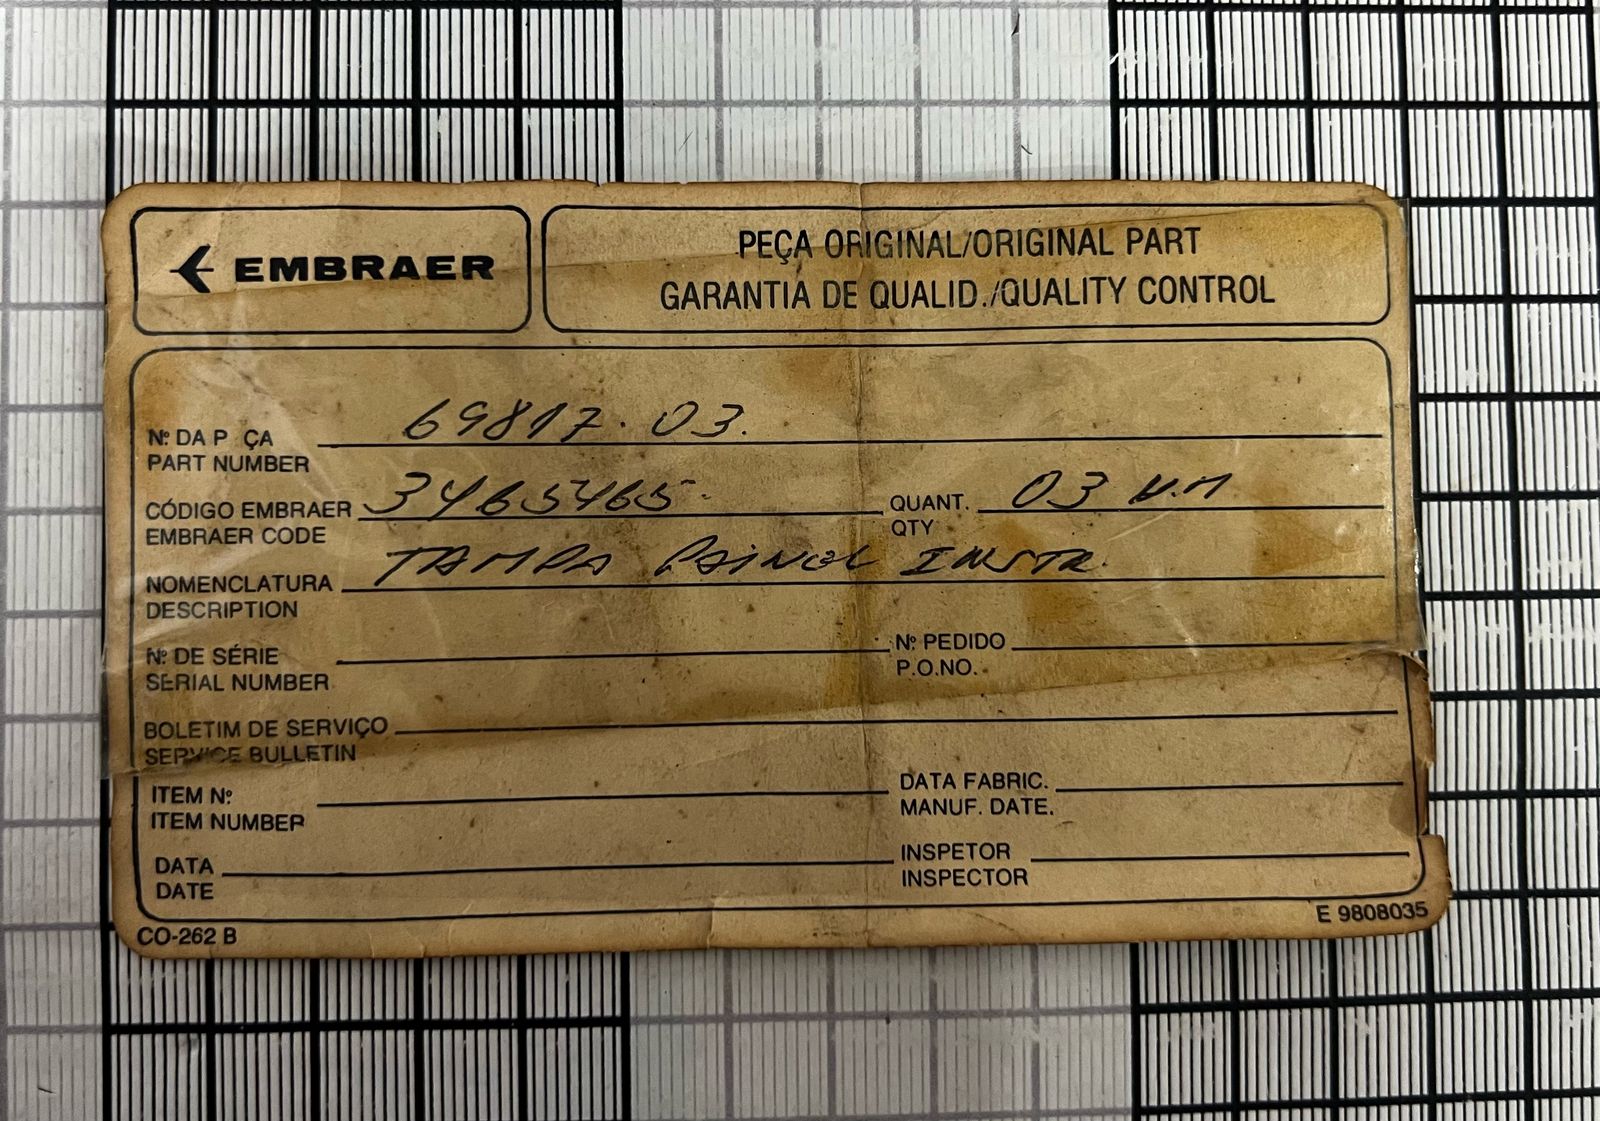 EMBRAER
PEÇA ORIGINAL/ORIGINAL PART
GARANTIA DE QUALID./QUALITY CONTROL
Nº DA P ÇA 69817.03.
PART NUMBER
CÓDIGO EMBRAER 3465465 QUANT. 03
EMBRAER CODE QTY
NOMENCLATURA TAMPA PAINEL INSTR.
DESCRIPTION
Nº DE SÉRIE Nº PEDIDO
SERIAL NUMBER P.O.NO.
BOLETIM DE SERVIÇO
SERVICE BULLETIN
ITEM Nº DATA FABRIC.
ITEM NUMBER MANUF. DATE.
DATA INSPETOR
DATE INSPECTOR
CO-262 B E 9808035